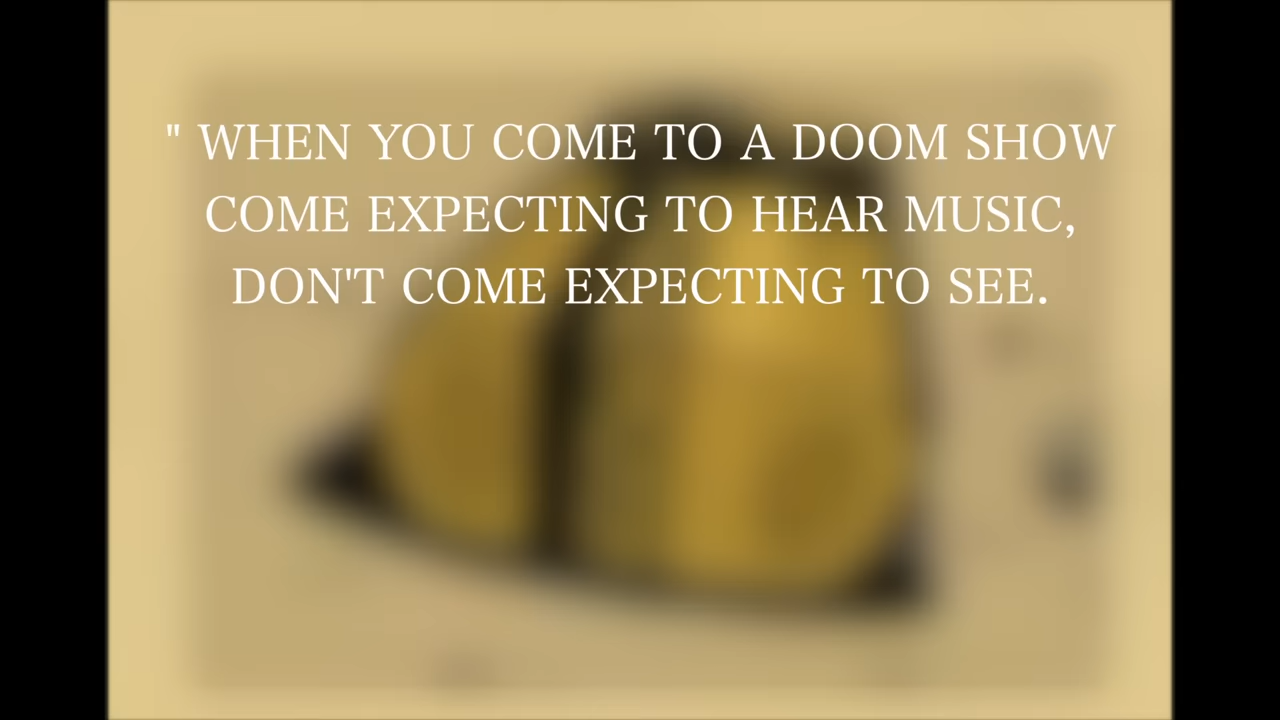 " WHEN YOU COME TO A DOOM SHOW
COME EXPECTING TO HEAR MUSIC,
DON'T COME EXPECTING TO SEE.